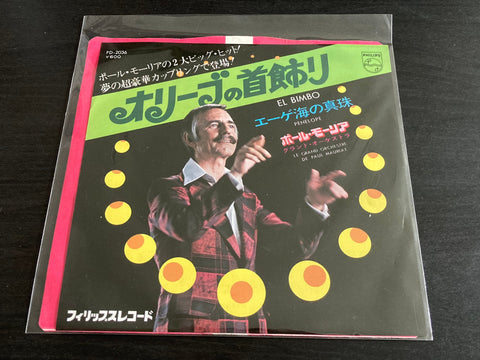 FD-2036
¥600
ポール・モーリアの2大ビッグ・ヒット!
夢の超豪華カップリングで登場!
オリーブの首飾り
EL BIMBO
エーゲ海の真珠
PENELOPE
ポール・モーリア
グランド・オーケストラ
LE GRAND ORCHESTRE
DE PAUL MAURIAT
PHILIPS
フィリップスレコード